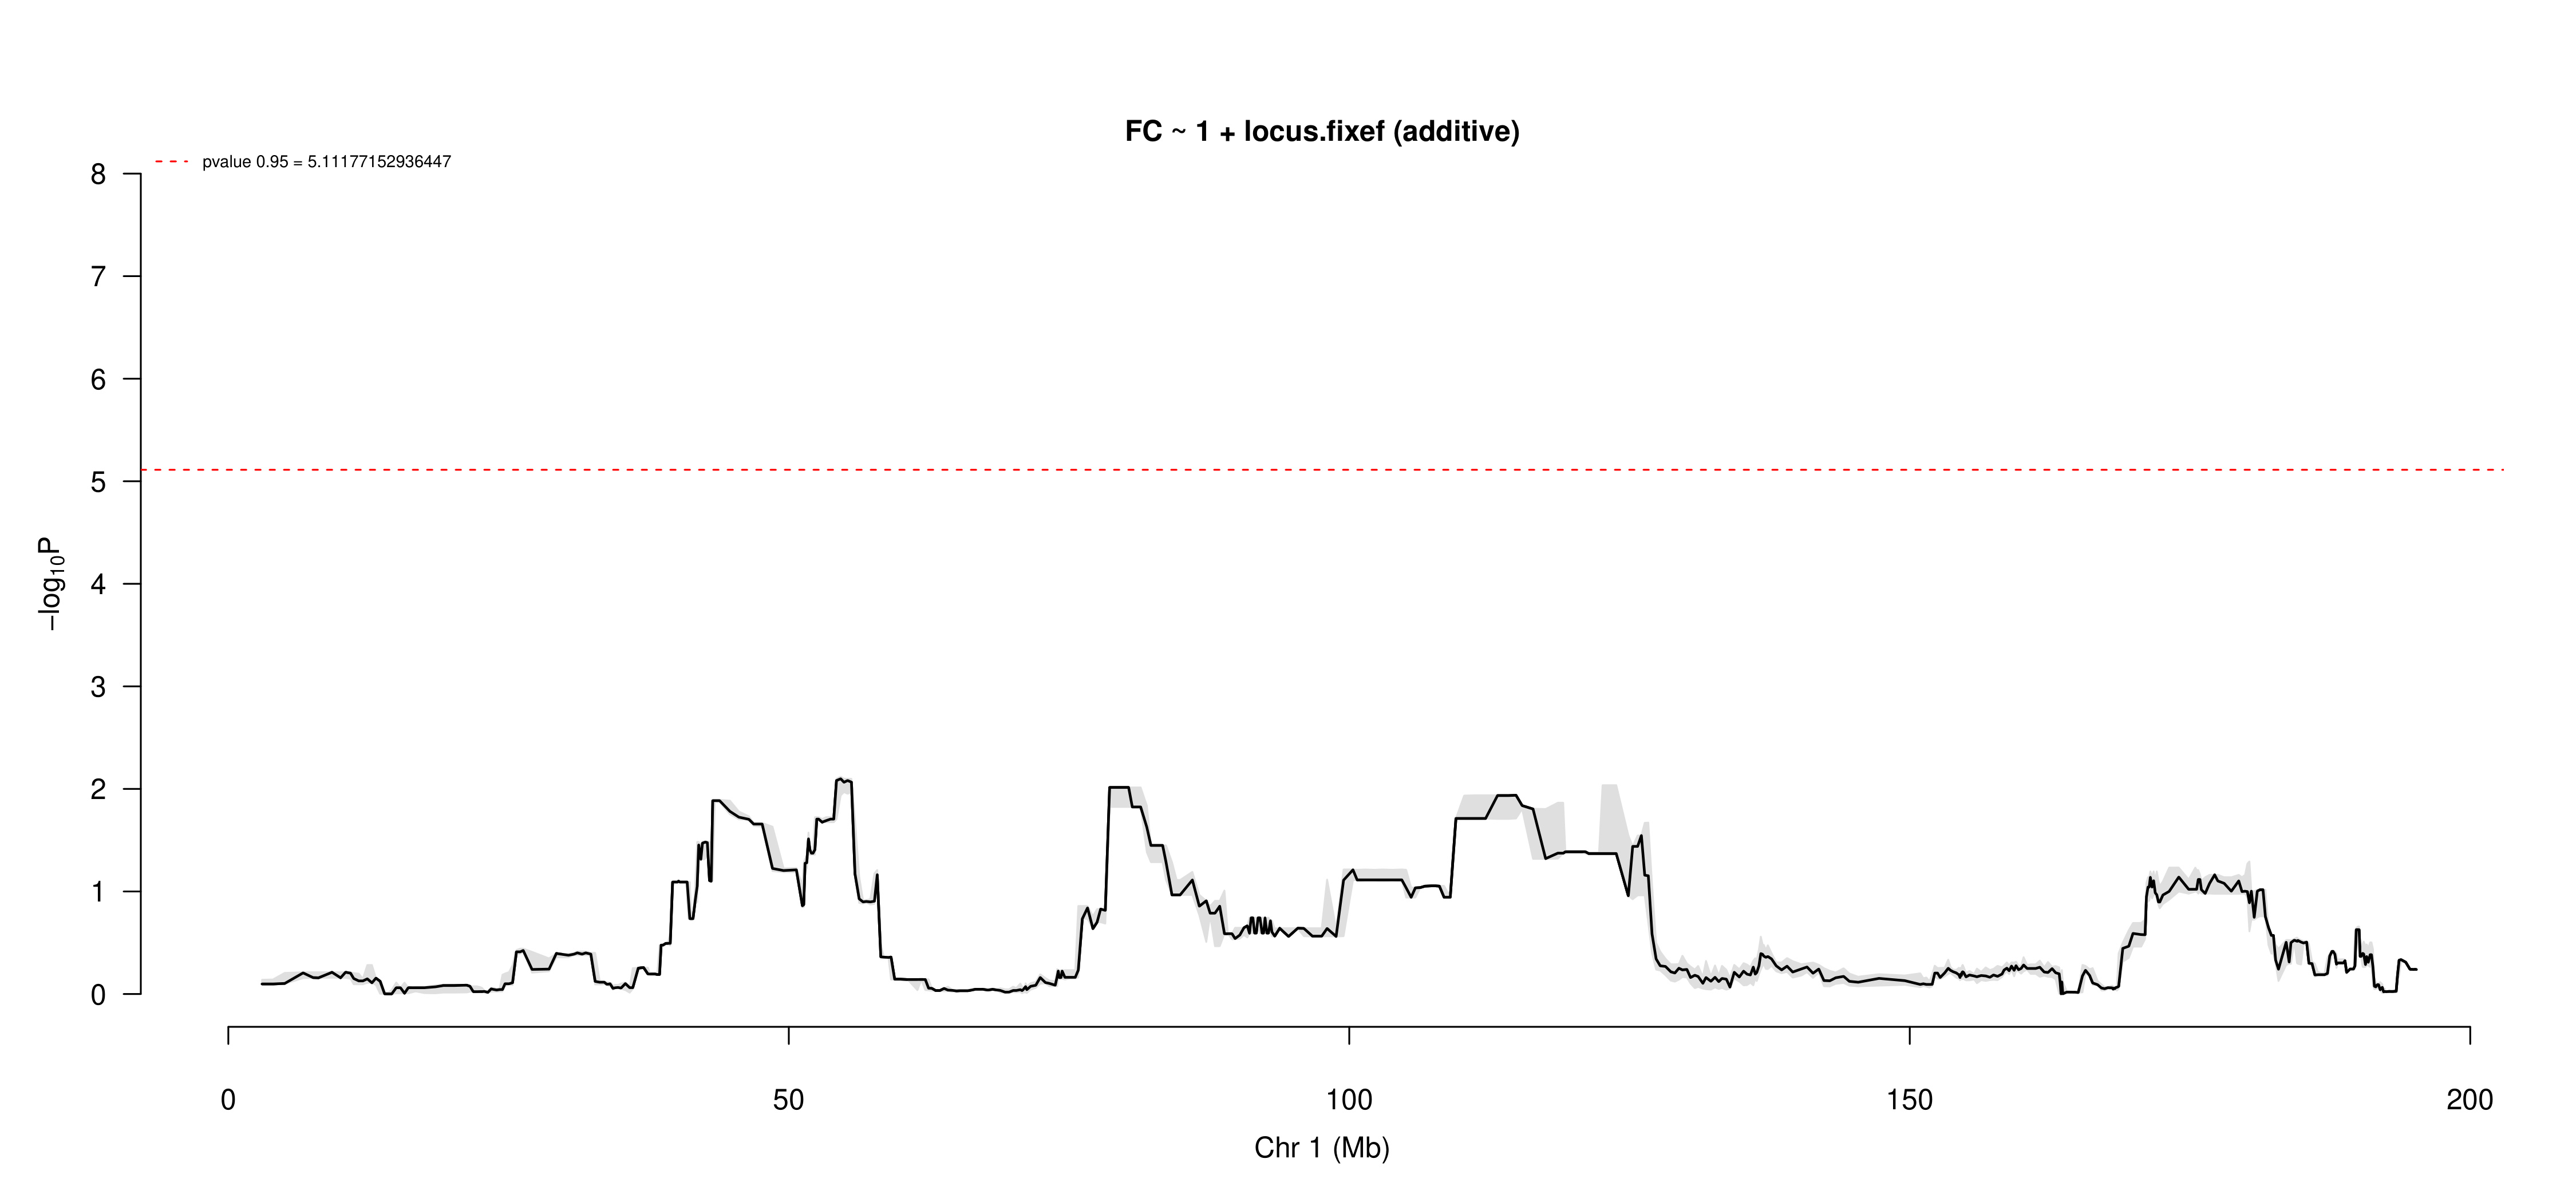 FC ~ 1 + locus.fixef (additive)
pvalue 0.95 = 5.11177152936447
8
7
6
5
4
3
2
1
0
−log10P
0 50 100 150 200
Chr 1 (Mb)